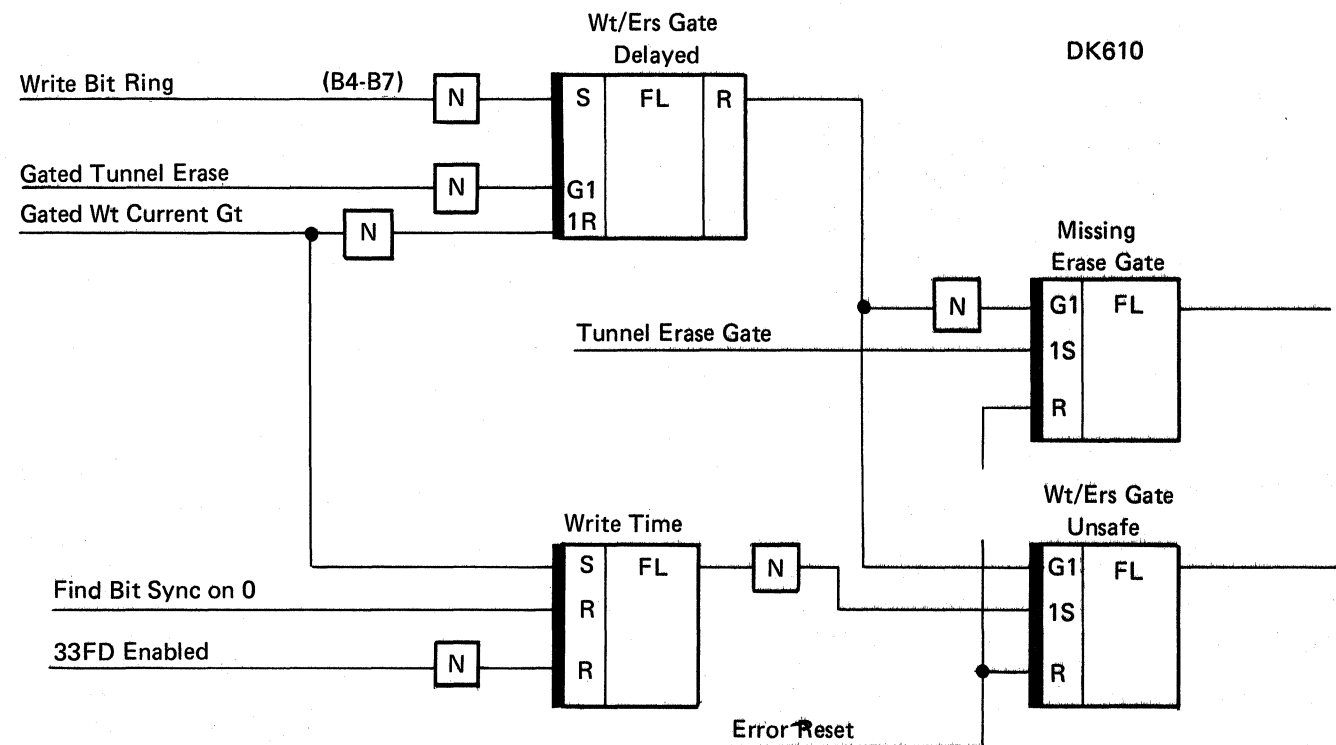 Wt/Ers Gate
Delayed
DK610
Write Bit Ring (B4-B7) N S FL R
Gated Tunnel Erase N G1
Gated Wt Current Gt N 1R
Missing
Erase Gate
N G1 FL
Tunnel Erase Gate 1S
R
Wt/Ers Gate
Unsafe
Write Time
S FL N G1 FL
Find Bit Sync on 0 R 1S
33FD Enabled N R R
Error Reset